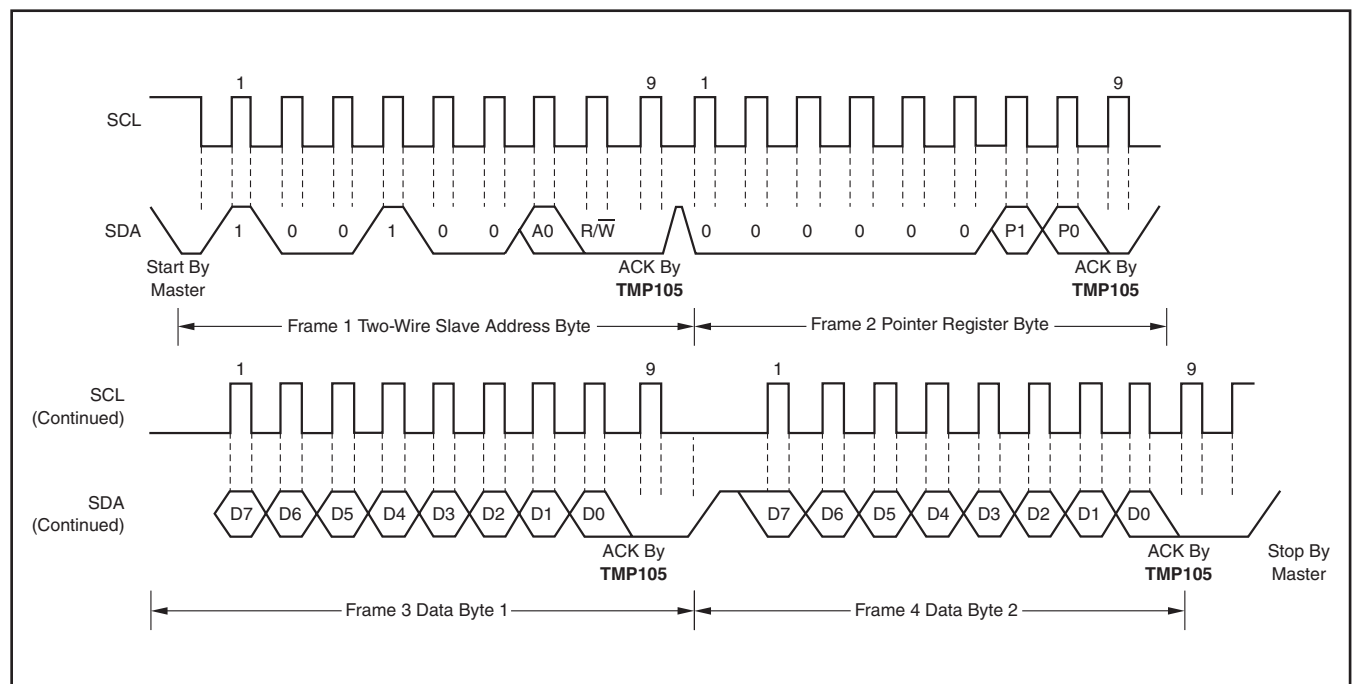 1 9 1 9
SCL
SDA
1 0 0 1 0 0 A0 R/W̅ 0 0 0 0 0 0 P1 P0
Start By
Master
ACK By
TMP105
ACK By
TMP105
Frame 1 Two-Wire Slave Address Byte
Frame 2 Pointer Register Byte
1 9 1 9
SCL
(Continued)
SDA
(Continued)
D7 D6 D5 D4 D3 D2 D1 D0 D7 D6 D5 D4 D3 D2 D1 D0
ACK By
TMP105
ACK By
TMP105
Stop By
Master
Frame 3 Data Byte 1
Frame 4 Data Byte 2